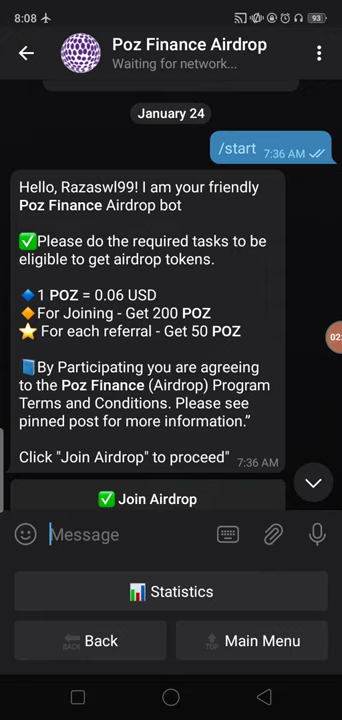 8:08
93
Poz Finance Airdrop
Waiting for network...
January 24
/start 7:36 AM
Hello, Razaswl99! I am your friendly
Poz Finance Airdrop bot
✅Please do the required tasks to be
eligible to get airdrop tokens.
🔷1 POZ = 0.06 USD
🔶For Joining - Get 200 POZ
⭐ For each referral - Get 50 POZ
📘By Participating you are agreeing
to the Poz Finance (Airdrop) Program
Terms and Conditions. Please see
pinned post for more information.”
Click "Join Airdrop" to proceed" 7:36 AM
✅ Join Airdrop
Message
📊 Statistics
BACK Back
TOP Main Menu